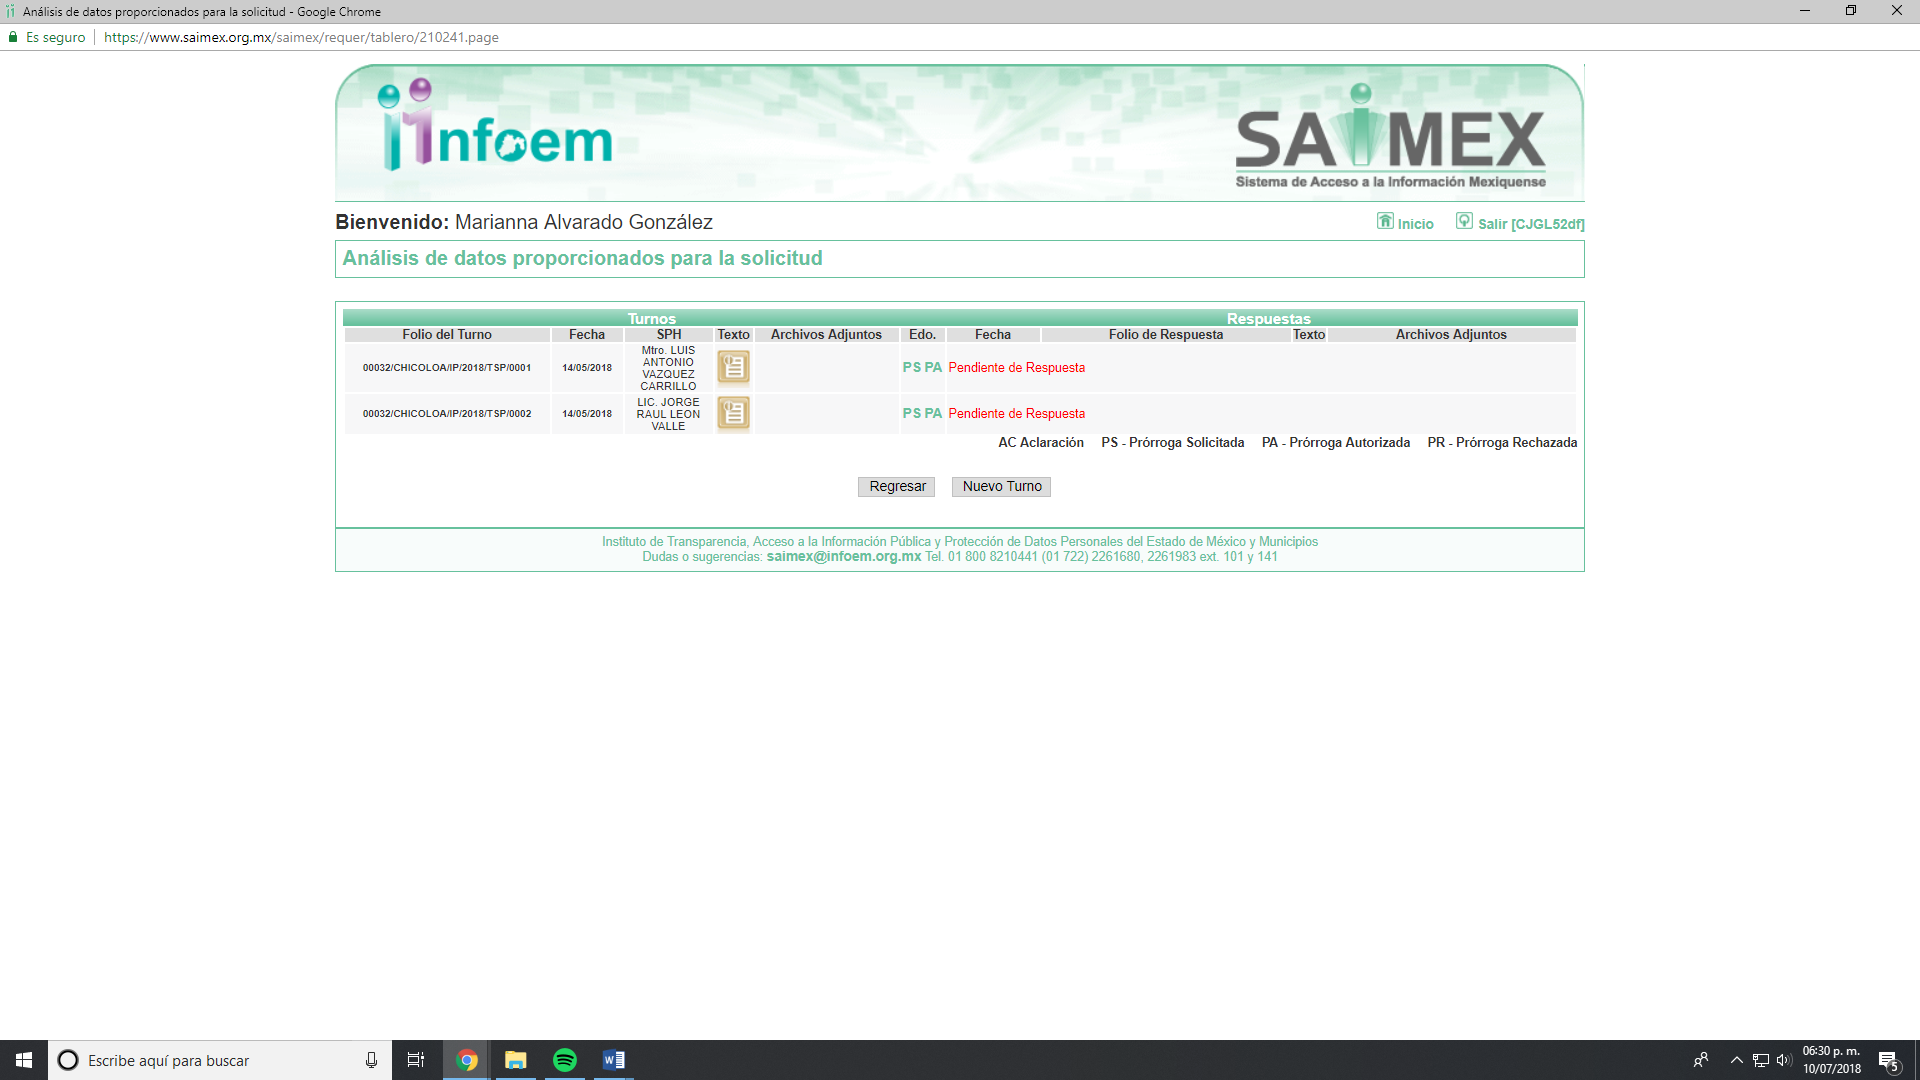 Análisis de datos proporcionados para la solicitud - Google Chrome
Es seguro | https://www.saimex.org.mx/saimex/requer/tablero/210241.page
infoem
SAIMEX
Sistema de Acceso a la Información Mexiquense
Bienvenido: Marianna Alvarado González
Inicio Salir [CJGL52df]
Análisis de datos proporcionados para la solicitud
Turnos Respuestas
Folio del Turno Fecha SPH Texto Archivos Adjuntos Edo. Fecha Folio de Respuesta Texto Archivos Adjuntos
00032/CHICOLOA/IP/2018/TSP/0001 14/05/2018 Mtro. LUIS ANTONIO VAZQUEZ CARRILLO PS PA Pendiente de Respuesta
00032/CHICOLOA/IP/2018/TSP/0002 14/05/2018 LIC. JORGE RAUL LEON VALLE PS PA Pendiente de Respuesta
AC Aclaración PS - Prórroga Solicitada PA - Prórroga Autorizada PR - Prórroga Rechazada
Regresar Nuevo Turno
Instituto de Transparencia, Acceso a la Información Pública y Protección de Datos Personales del Estado de México y Municipios
Dudas o sugerencias: saimex@infoem.org.mx Tel. 01 800 8210441 (01 722) 2261680, 2261983 ext. 101 y 141
Escribe aquí para buscar
06:30 p. m.
10/07/2018
5